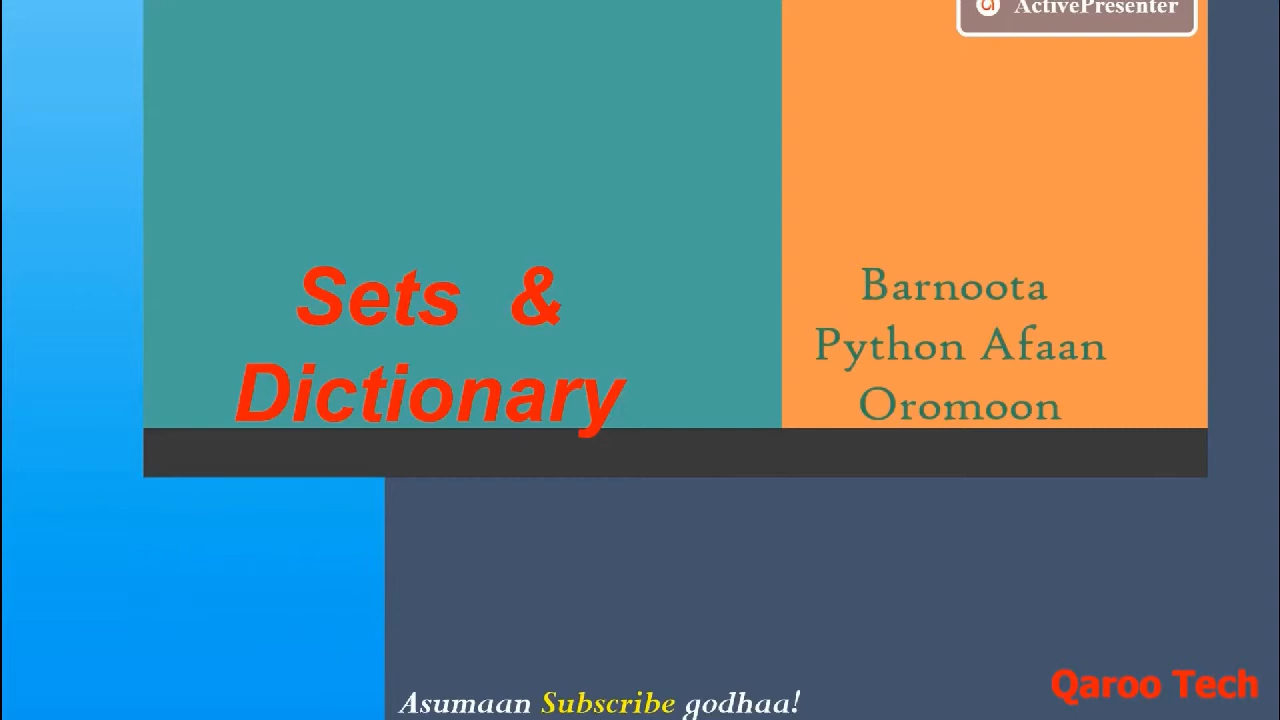 ActivePresenter
Sets &
Dictionary
Barnoota
Python Afaan
Oromoon
Asumaan Subscribe godhaa!
Qaroo Tech